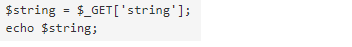 $string = $_GET['string'];
echo $string;